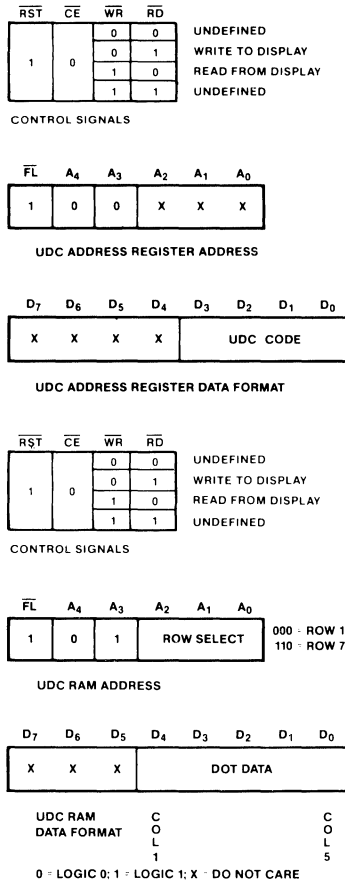 RST CE WR RD
0 0 UNDEFINED
0 1 WRITE TO DISPLAY
1 0
1 0 READ FROM DISPLAY
1 1 UNDEFINED
CONTROL SIGNALS
FL A4 A3 A2 A1 A0
1 0 0 X X X
UDC ADDRESS REGISTER ADDRESS
D7 D6 D5 D4 D3 D2 D1 D0
X X X X UDC CODE
UDC ADDRESS REGISTER DATA FORMAT
RST CE WR RD
0 0 UNDEFINED
0 1 WRITE TO DISPLAY
1 0
1 0 READ FROM DISPLAY
1 1 UNDEFINED
CONTROL SIGNALS
FL A4 A3 A2 A1 A0
1 0 1 ROW SELECT 000 = ROW 1
110 = ROW 7
UDC RAM ADDRESS
D7 D6 D5 D4 D3 D2 D1 D0
X X X DOT DATA
UDC RAM
DATA FORMAT
COL 1
COL 5
0 = LOGIC 0; 1 = LOGIC 1; X = DO NOT CARE